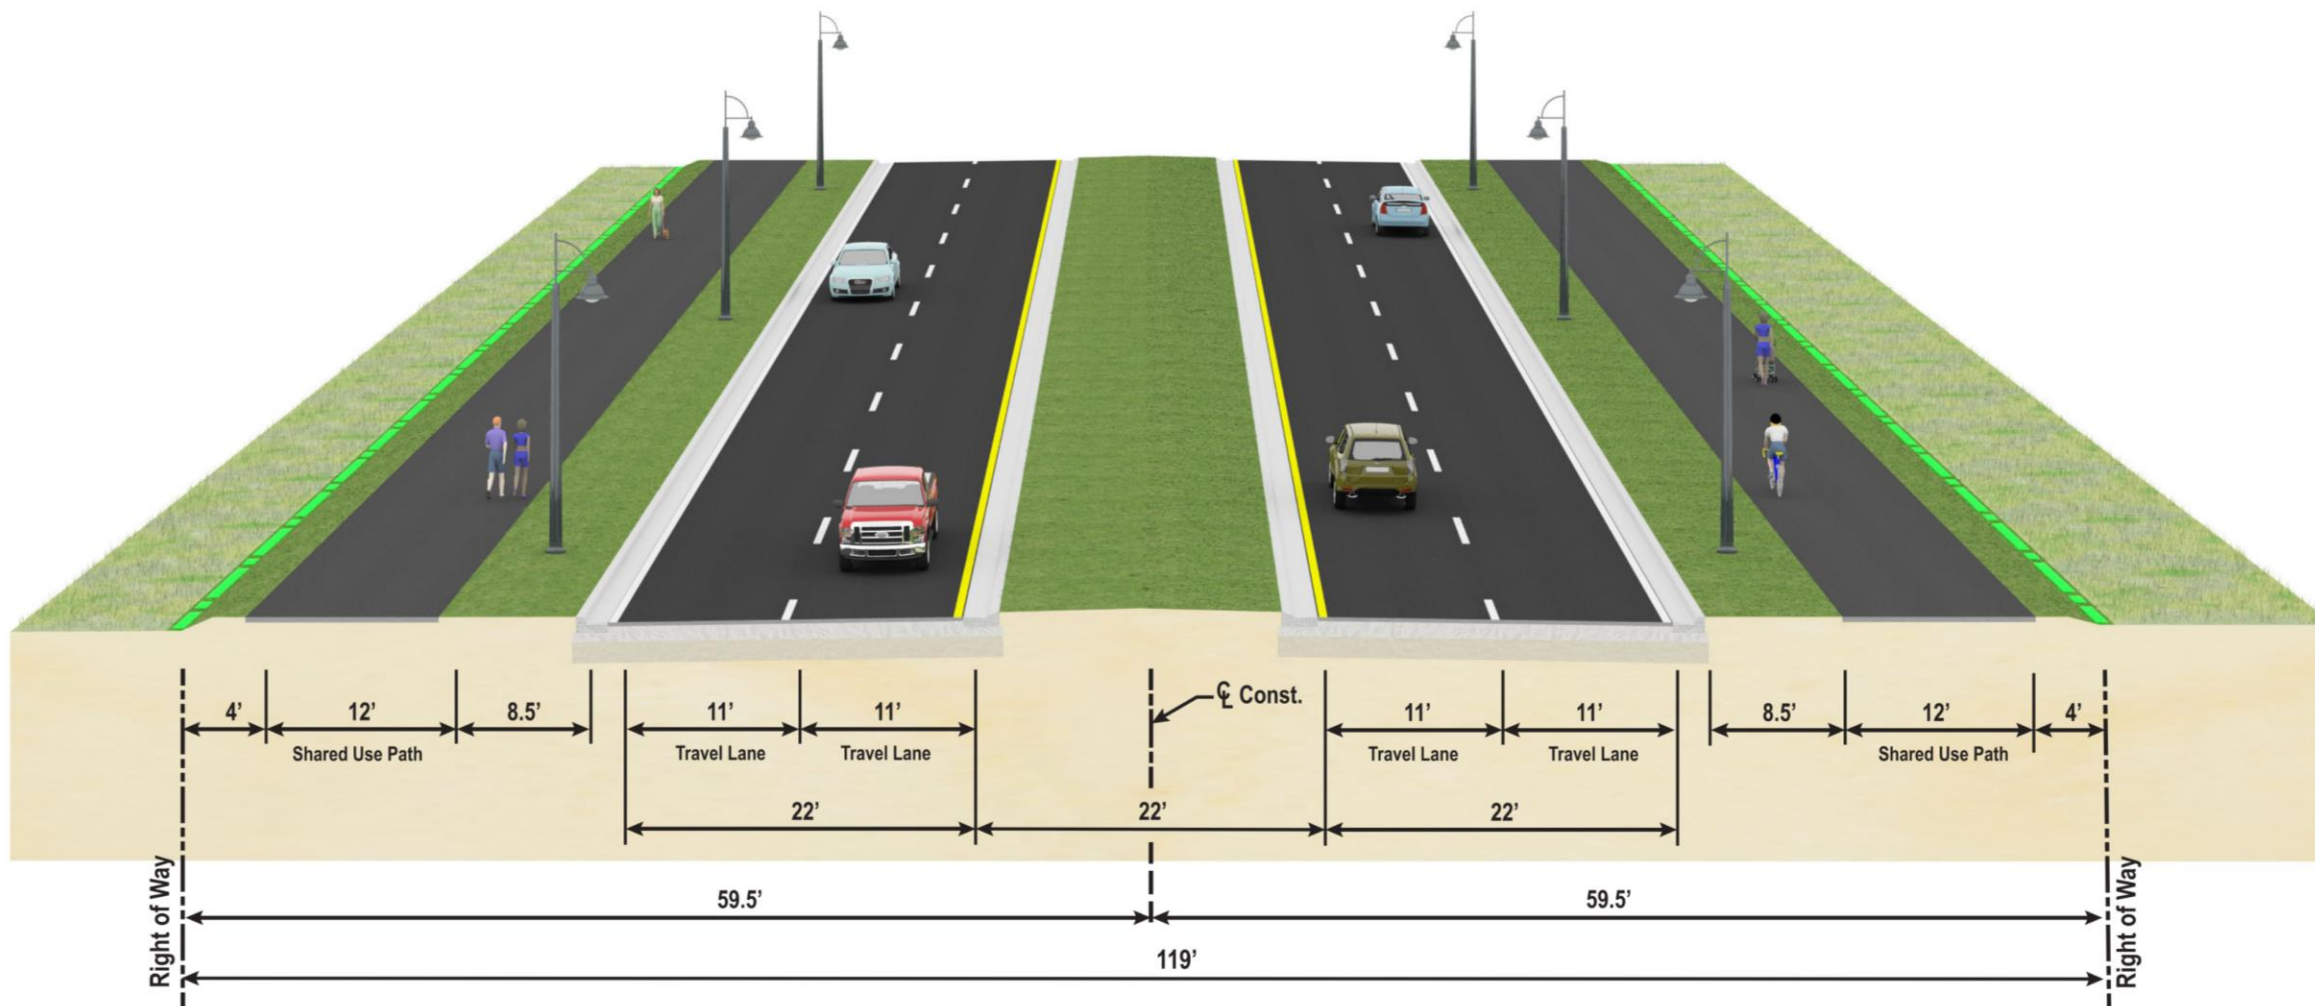 ℄ Const.
4’
12’
8.5’
11’
11’
11’
11’
8.5’
12’
4’
Shared Use Path
Travel Lane
Travel Lane
Travel Lane
Travel Lane
Shared Use Path
22’
22’
22’
59.5’
59.5’
119’
Right of Way
Right of Way